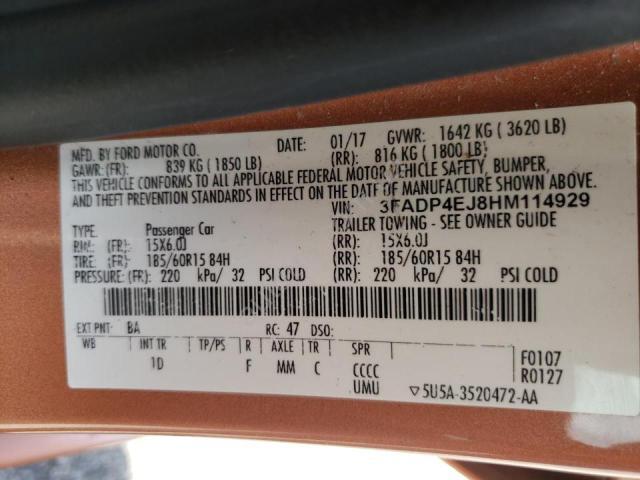 MFD. BY FORD MOTOR CO.
DATE: 01/17 GVWR: 1642 KG ( 3620 LB)
GAWR: (FR): 839 KG ( 1850 LB) (RR): 816 KG ( 1800 LB)
THIS VEHICLE CONFORMS TO ALL APPLICABLE FEDERAL MOTOR VEHICLE SAFETY, BUMPER,
AND THEFT PREVENTION STANDARDS IN EFFECT ON THE DATE OF MANUFACTURE SHOWN ABOVE.
VIN: 3FADP4EJ8HM114929
TYPE: Passenger Car TRAILER TOWING - SEE OWNER GUIDE
RIM: (FR): 15X6.0J (RR): 15X6.0J
TIRE: (FR): 185/60R15 84H (RR): 185/60R15 84H
PRESSURE: (FR): 220 kPa/ 32 PSI COLD (RR): 220 kPa/ 32 PSI COLD
EXT PNT: BA RC: 47 DSO:
WB INT TR TP/PS R AXLE TR SPR
1D F MM C CCCC
UMU
F0107
R0127
▽5U5A-3520472-AA